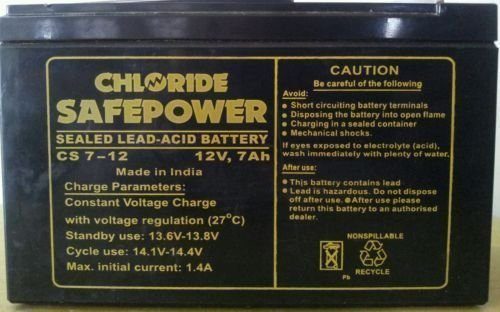 CHLORIDE
SAFEPOWER
SEALED LEAD-ACID BATTERY
CS 7-12 12V, 7Ah
Made in India
Charge Parameters:
Constant Voltage Charge
with voltage regulation (27°C)
Standby use: 13.6V-13.8V
Cycle use: 14.1V-14.4V
Max. initial current: 1.4A
CAUTION
Be careful of the following
Avoid:
● Short circuiting battery terminals
● Disposing the battery into open flame
● Charging in a sealed container
● Mechanical shocks.
If eyes exposed to electrolyte (acid),
wash immediately with plenty of water.
After use:
● This battery contains lead
● Lead is hazardous. Do not dispose
off after use. ● After use please
return this battery to an authorised
dealer.
NONSPILLABLE
Pb RECYCLE